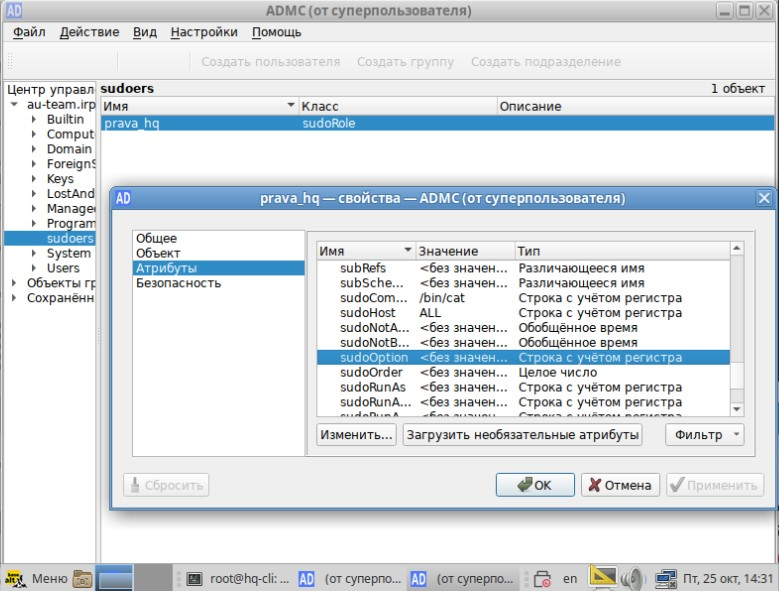 AD ADMC (от суперпользователя)
Файл Действие Вид Настройки Помощь
Создать пользователя Создать группу Создать подразделение
Центр управл sudoers 1 объект
au-team.irp Имя Класс Описание
Builtin prava_hq sudoRole
Comput
Domain
ForeignS
Keys
LostAnd
Manage
Program
sudoers
System
Users
Объекты гр
Сохранённ
AD prava_hq — свойства — ADMC (от суперпользователя)
Общее
Объект
Атрибуты
Безопасность
Имя Значение Тип
subRefs <без значен... Различающееся имя
subSche... <без значен... Различающееся имя
sudoCom... /bin/cat Строка с учётом регистра
sudoHost ALL Строка с учётом регистра
sudoNotA... <без значен... Обобщённое время
sudoNotB... <без значен... Обобщённое время
sudoOption <без значен... Строка с учётом регистра
sudoOrder <без значен... Целое число
sudoRunAs <без значен... Строка с учётом регистра
sudoRunA... <без значен... Строка с учётом регистра
sudoRunA... <без значен... Строка с учётом регистра
Изменить... Загрузить необязательные атрибуты Фильтр
Сбросить OK Отмена Применить
Меню root@hq-cli: ... AD (от суперпо... AD (от суперпо... en Пт, 25 окт, 14:31